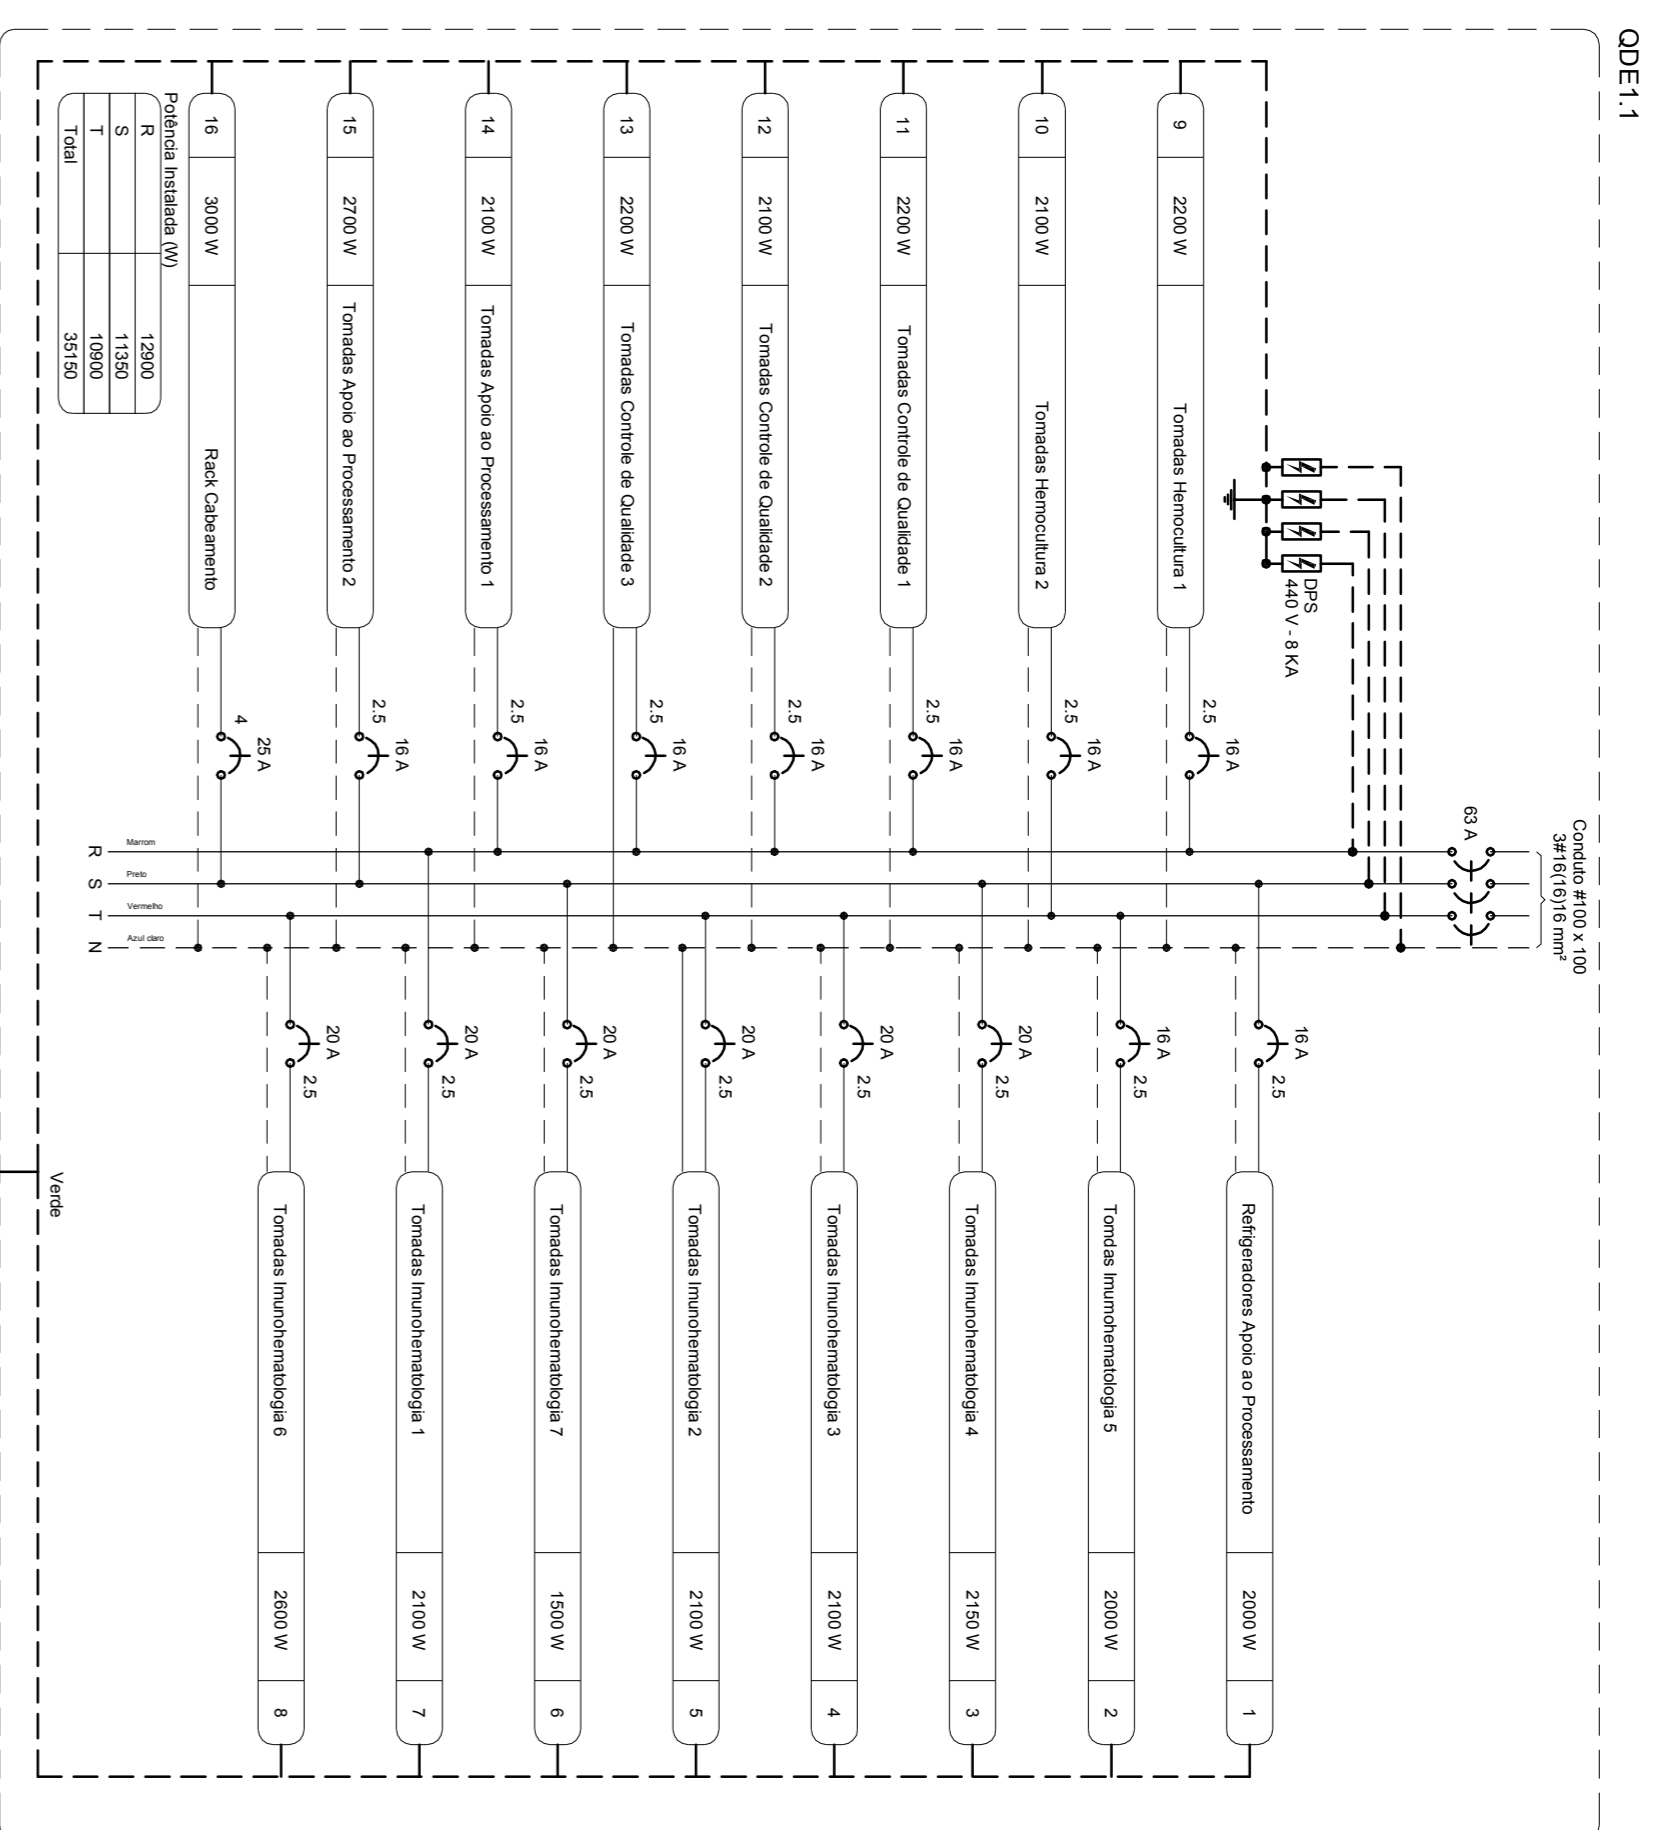 QDE1.1
Conduto #100 x 100
3#16(16)16 mm²
63 A
DPS
440 V - 8 KA
9
2200 W
Tomadas Hemocultura 1
2.5
16 A
10
2100 W
Tomadas Hemocultura 2
2.5
16 A
11
2200 W
Tomadas Controle de Qualidade 1
2.5
16 A
12
2100 W
Tomadas Controle de Qualidade 2
2.5
16 A
13
2200 W
Tomadas Controle de Qualidade 3
2.5
16 A
14
2100 W
Tomadas Apoio ao Processamento 1
2.5
16 A
15
2700 W
Tomadas Apoio ao Processamento 2
2.5
16 A
16
3000 W
Rack Cabeamento
4
25 A
16 A
2.5
Refrigeradores Apoio ao Processamento
2000 W
1
16 A
2.5
Tomdas Imumohematologia 5
2000 W
2
20 A
2.5
Tomadas Imunohematologia 4
2150 W
3
20 A
2.5
Tomadas Imunohematologia 3
2100 W
4
20 A
2.5
Tomadas Imunohematologia 2
2100 W
5
20 A
2.5
Tomadas Imunohematologia 7
1500 W
6
20 A
2.5
Tomadas Imunohematologia 1
2100 W
7
20 A
2.5
Tomadas Imunohematologia 6
2600 W
8
R Marrom
S Preto
T Vermelho
N Azul claro
Potência Instalada (W)
R 12900
S 11350
T 10900
Total 35150
Verde